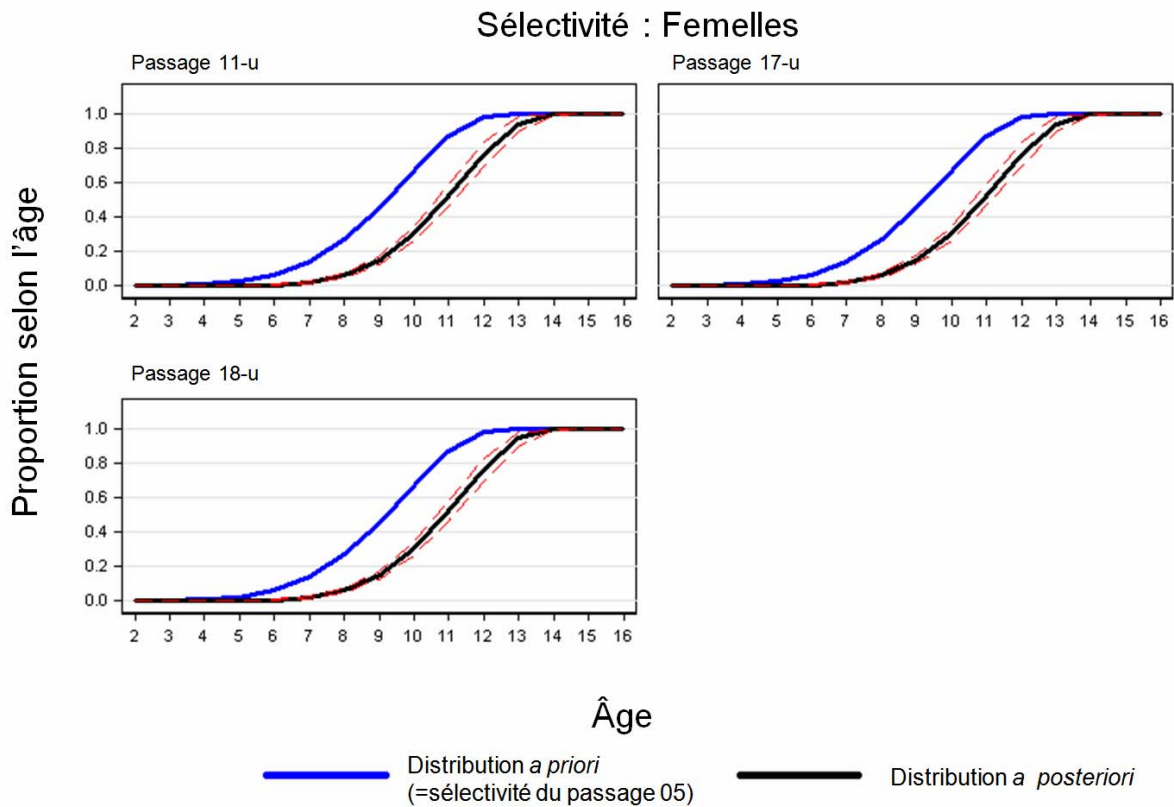 Sélectivité : Femelles
Passage 11-u
Passage 17-u
1.0
0.8
0.6
0.4
0.2
0.0
2 3 4 5 6 7 8 9 10 11 12 13 14 15 16
2 3 4 5 6 7 8 9 10 11 12 13 14 15 16
Proportion selon l'âge
Passage 18-u
1.0
0.8
0.6
0.4
0.2
0.0
2 3 4 5 6 7 8 9 10 11 12 13 14 15 16
Âge
Distribution a priori
(=sélectivité du passage 05)
Distribution a posteriori